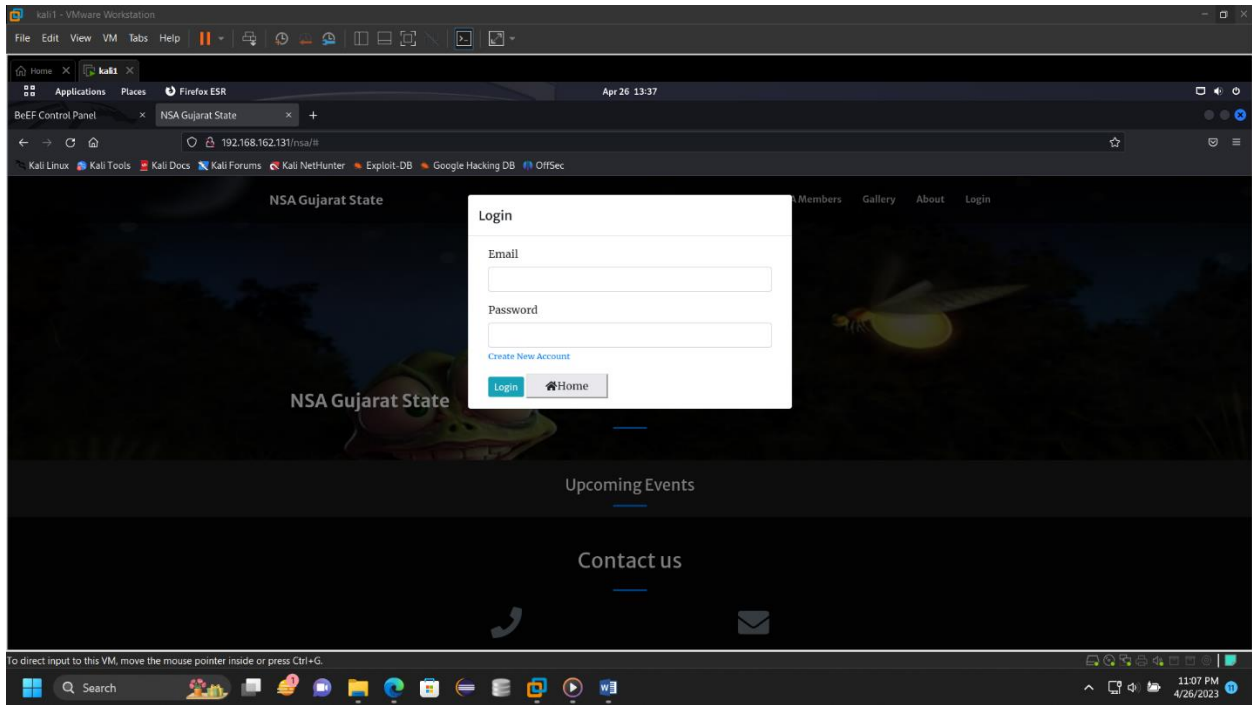 kali1 - VMware Workstation
File Edit View VM Tabs Help
Home kali1
Applications Places Firefox ESR Apr 26 13:37
BeEF Control Panel NSA Gujarat State
192.168.162.131/nsa/#
Kali Linux Kali Tools Kali Docs Kali Forums Kali NetHunter Exploit-DB Google Hacking DB OffSec
NSA Gujarat State Members Gallery About Login
Login
Email
Password
Create New Account
Login Home
NSA Gujarat State
Upcoming Events
Contact us
To direct input to this VM, move the mouse pointer inside or press Ctrl+G.
Search
11:07 PM
4/26/2023
11